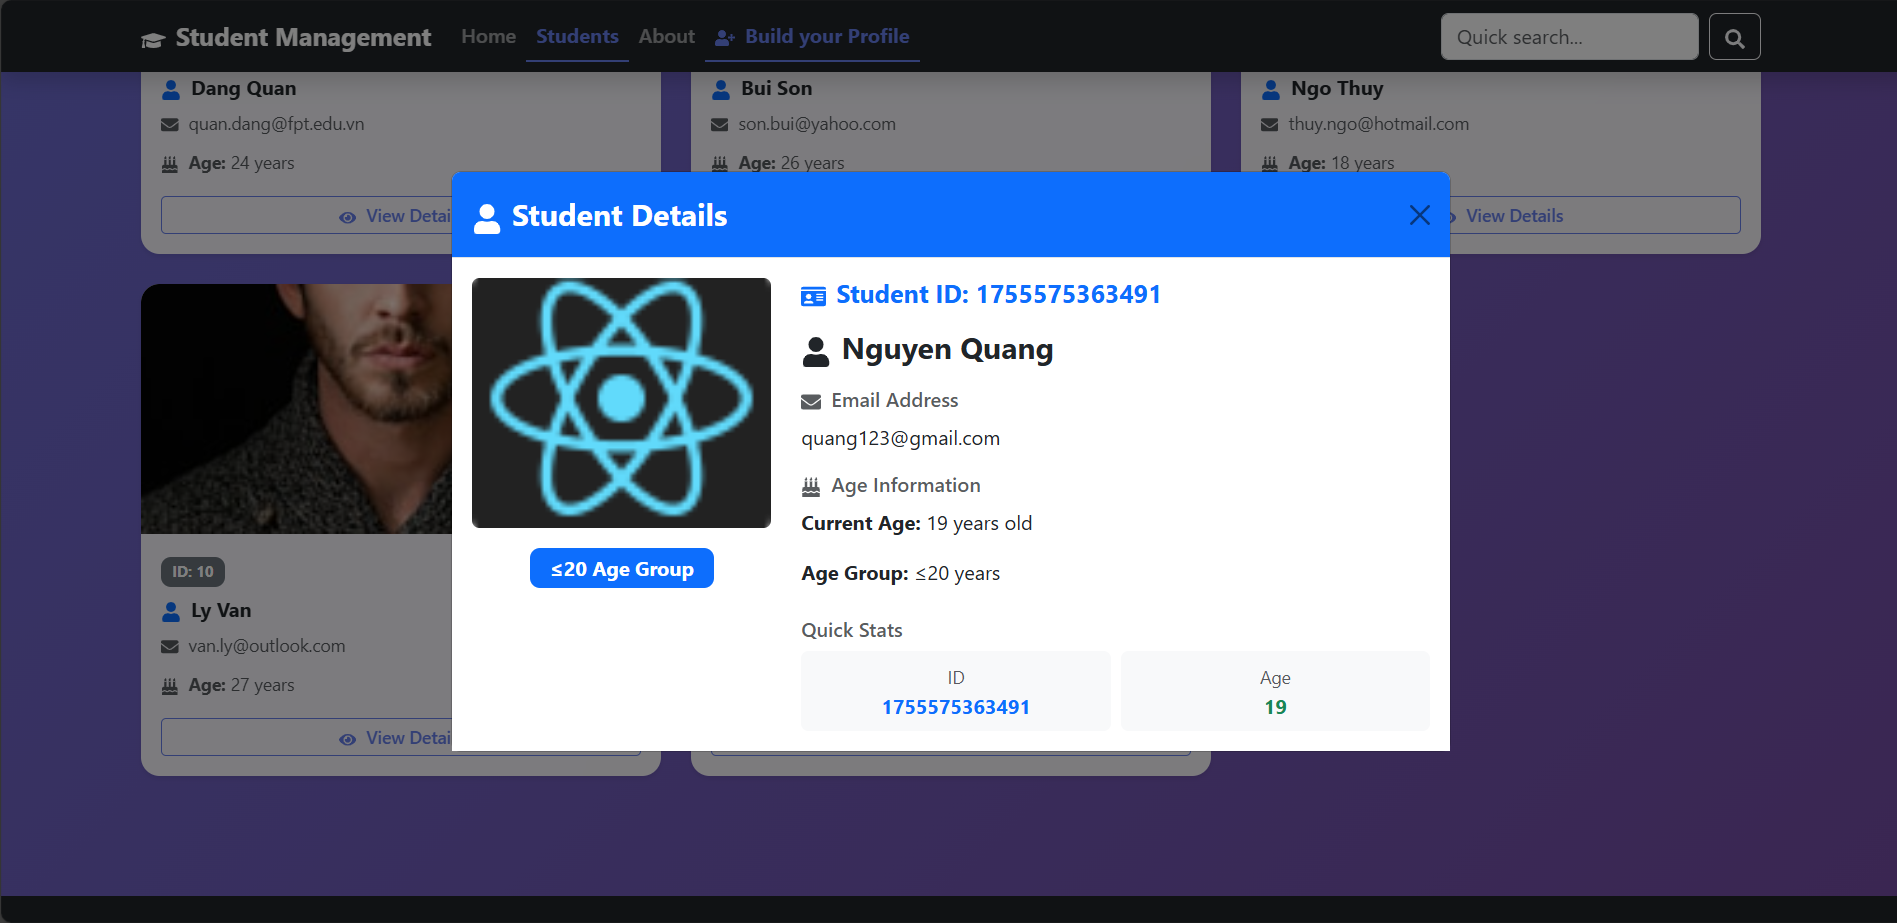 Student Management Home Students About Build your Profile Quick search...
Dang Quan
quan.dang@fpt.edu.vn
Age: 24 years
Bui Son
son.bui@yahoo.com
Age: 26 years
Ngo Thuy
thuy.ngo@hotmail.com
Age: 18 years
View Detai
View Details
ID: 10
Ly Van
van.ly@outlook.com
Age: 27 years
View Detai
Student Details
≤20 Age Group
Student ID: 1755575363491
Nguyen Quang
Email Address
quang123@gmail.com
Age Information
Current Age: 19 years old
Age Group: ≤20 years
Quick Stats
ID
1755575363491
Age
19